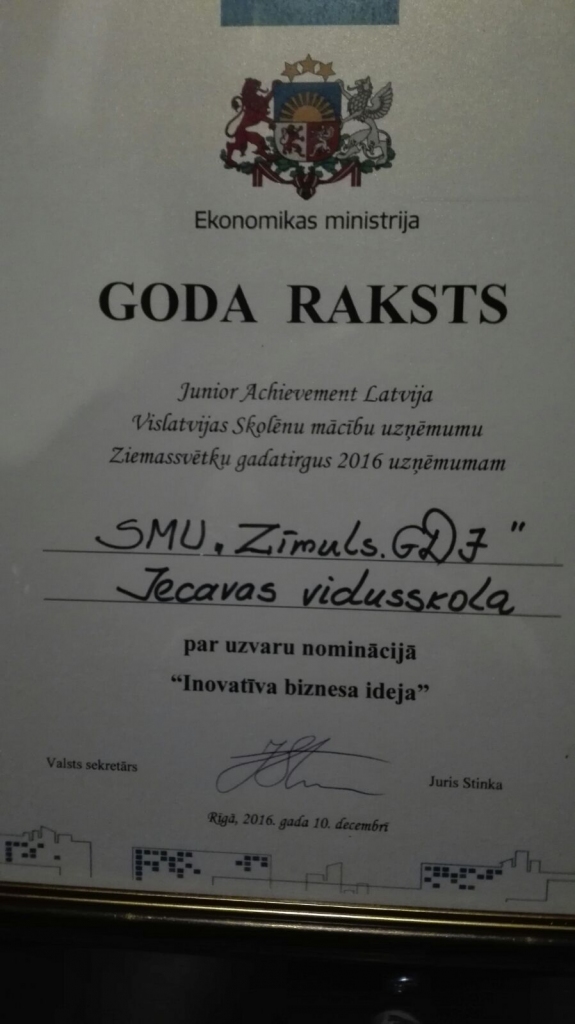 Ekonomikas ministrija
GODA RAKSTS
Junior Achievement Latvija
Vislatvijas Skolēnu mācību uzņēmumu
Ziemassvētku gadatirgus 2016 uzņēmumam
SMU „Zīmuls.GDJ"
Iecavas vidusskola
par uzvaru nominācijā
“Inovatīva biznesa ideja”
Valsts sekretārs
Juris Stinka
Rīgā, 2016. gada 10. decembrī